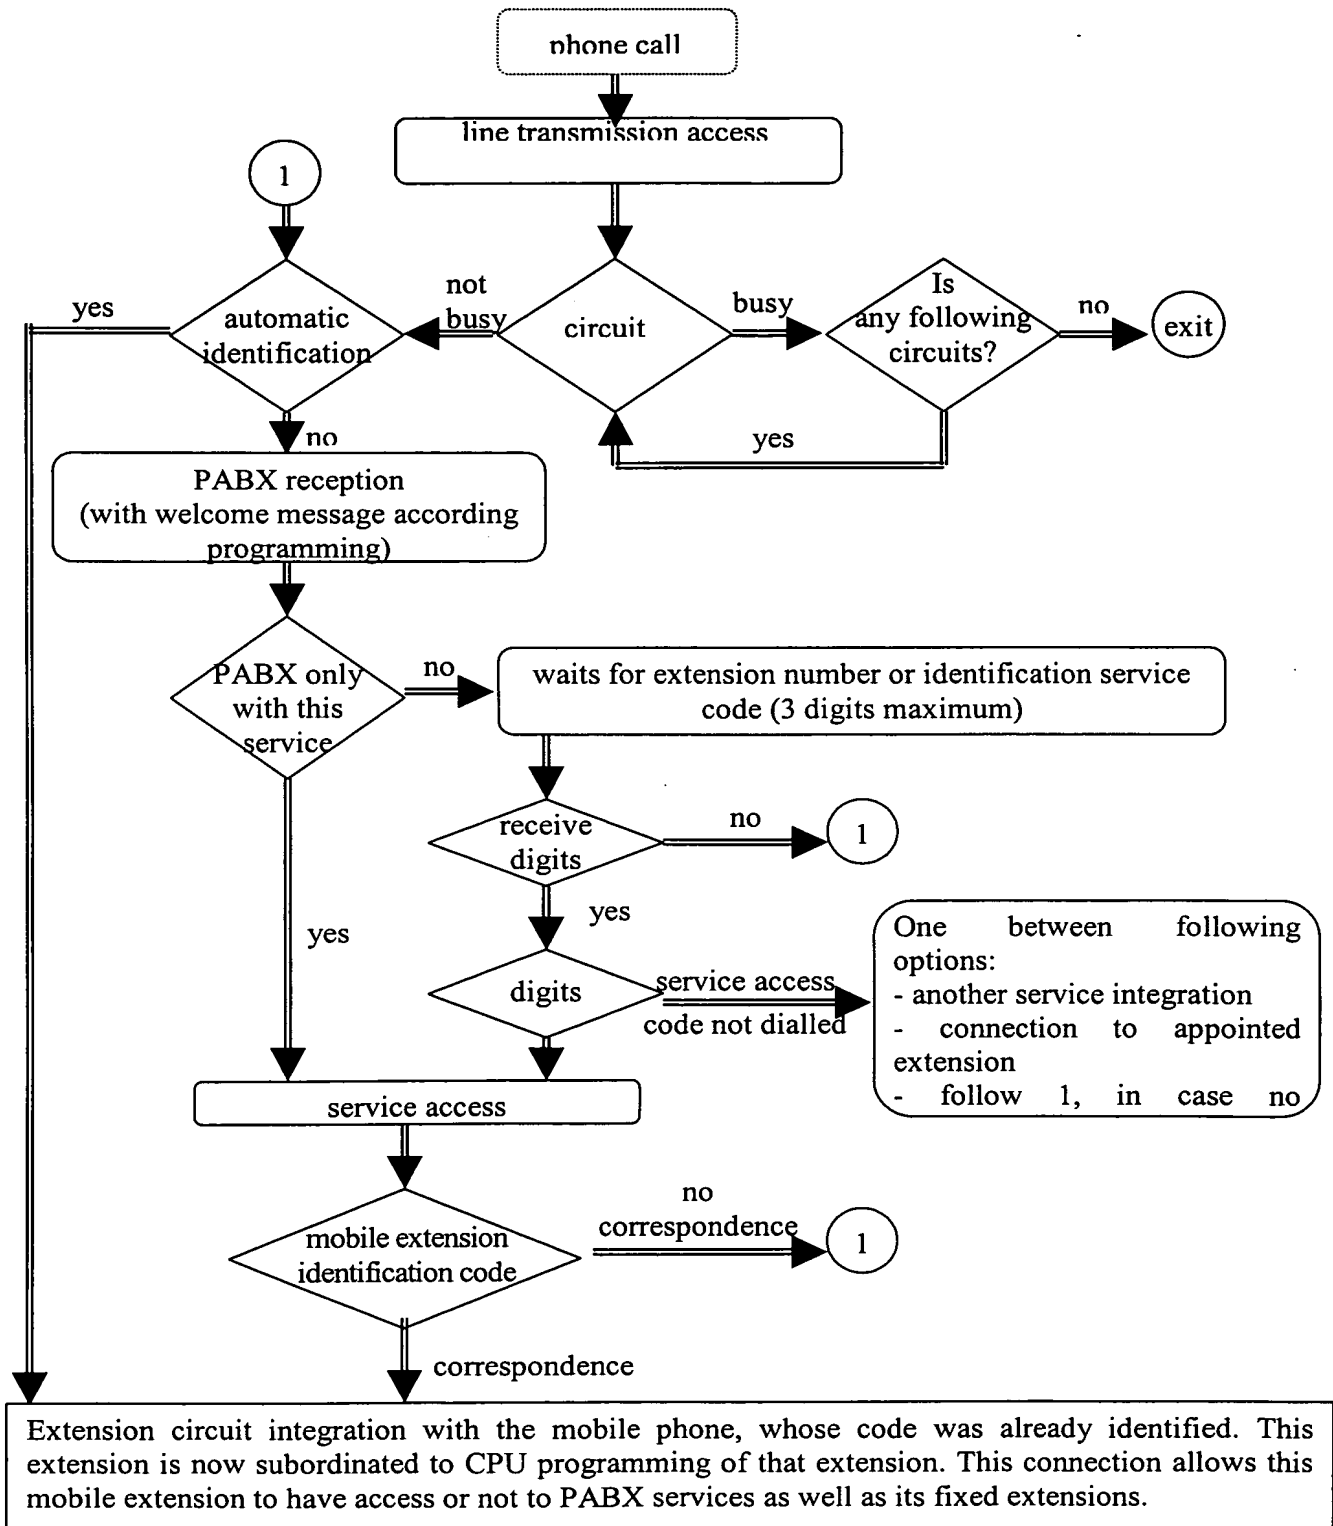 phone call
line transmission access
1
yes
automatic
identification
not
busy
circuit
busy
Is
any following
circuits?
no
exit
yes
no
PABX reception
(with welcome message according
programming)
PABX only
with this
service
no
waits for extension number or identification service
code (3 digits maximum)
receive
digits
no
1
yes
yes
digits
service access
code not dialled
One between following
options:
- another service integration
- connection to appointed
extension
- follow 1, in case no
service access
mobile extension
identification code
no
correspondence
1
correspondence
Extension circuit integration with the mobile phone, whose code was already identified. This
extension is now subordinated to CPU programming of that extension. This connection allows this
mobile extension to have access or not to PABX services as well as its fixed extensions.